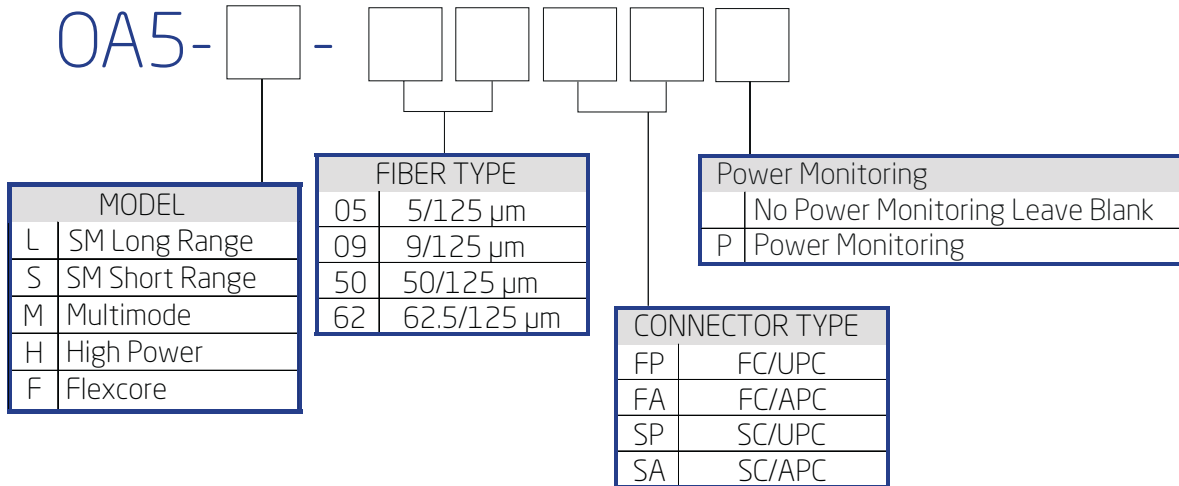 OA5- -
MODEL
L SM Long Range
S SM Short Range
M Multimode
H High Power
F Flexcore
FIBER TYPE
05 5/125 µm
09 9/125 µm
50 50/125 µm
62 62.5/125 µm
CONNECTOR TYPE
FP FC/UPC
FA FC/APC
SP SC/UPC
SA SC/APC
Power Monitoring
No Power Monitoring Leave Blank
P Power Monitoring